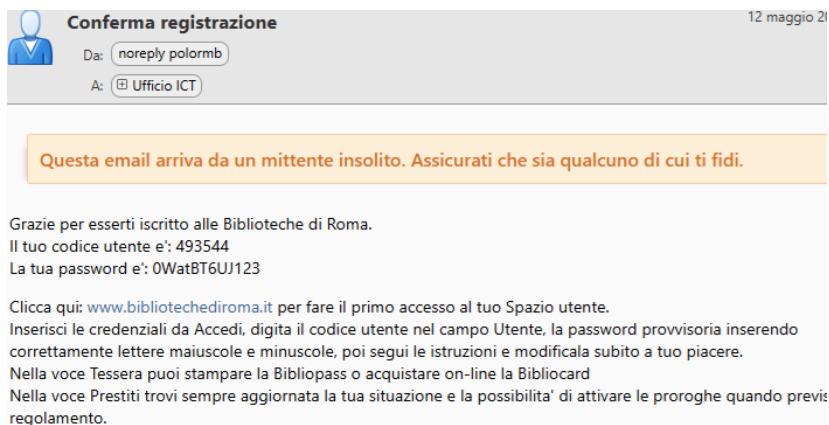 Conferma registrazione
12 maggio 20
Da: noreply polormb
A: Ufficio ICT
Questa email arriva da un mittente insolito. Assicurati che sia qualcuno di cui ti fidi.
Grazie per esserti iscritto alle Biblioteche di Roma.
Il tuo codice utente e': 493544
La tua password e': 0WatBT6UJ123
Clicca qui: www.bibliotechediroma.it per fare il primo accesso al tuo Spazio utente.
Inserisci le credenziali da Accedi, digita il codice utente nel campo Utente, la password provvisoria inserendo
correttamente lettere maiuscole e minuscole, poi segui le istruzioni e modificala subito a tuo piacere.
Nella voce Tessera puoi stampare la Bibliopass o acquistare on-line la Bibliocard
Nella voce Prestiti trovi sempre aggiornata la tua situazione e la possibilita' di attivare le proroghe quando previs
regolamento.